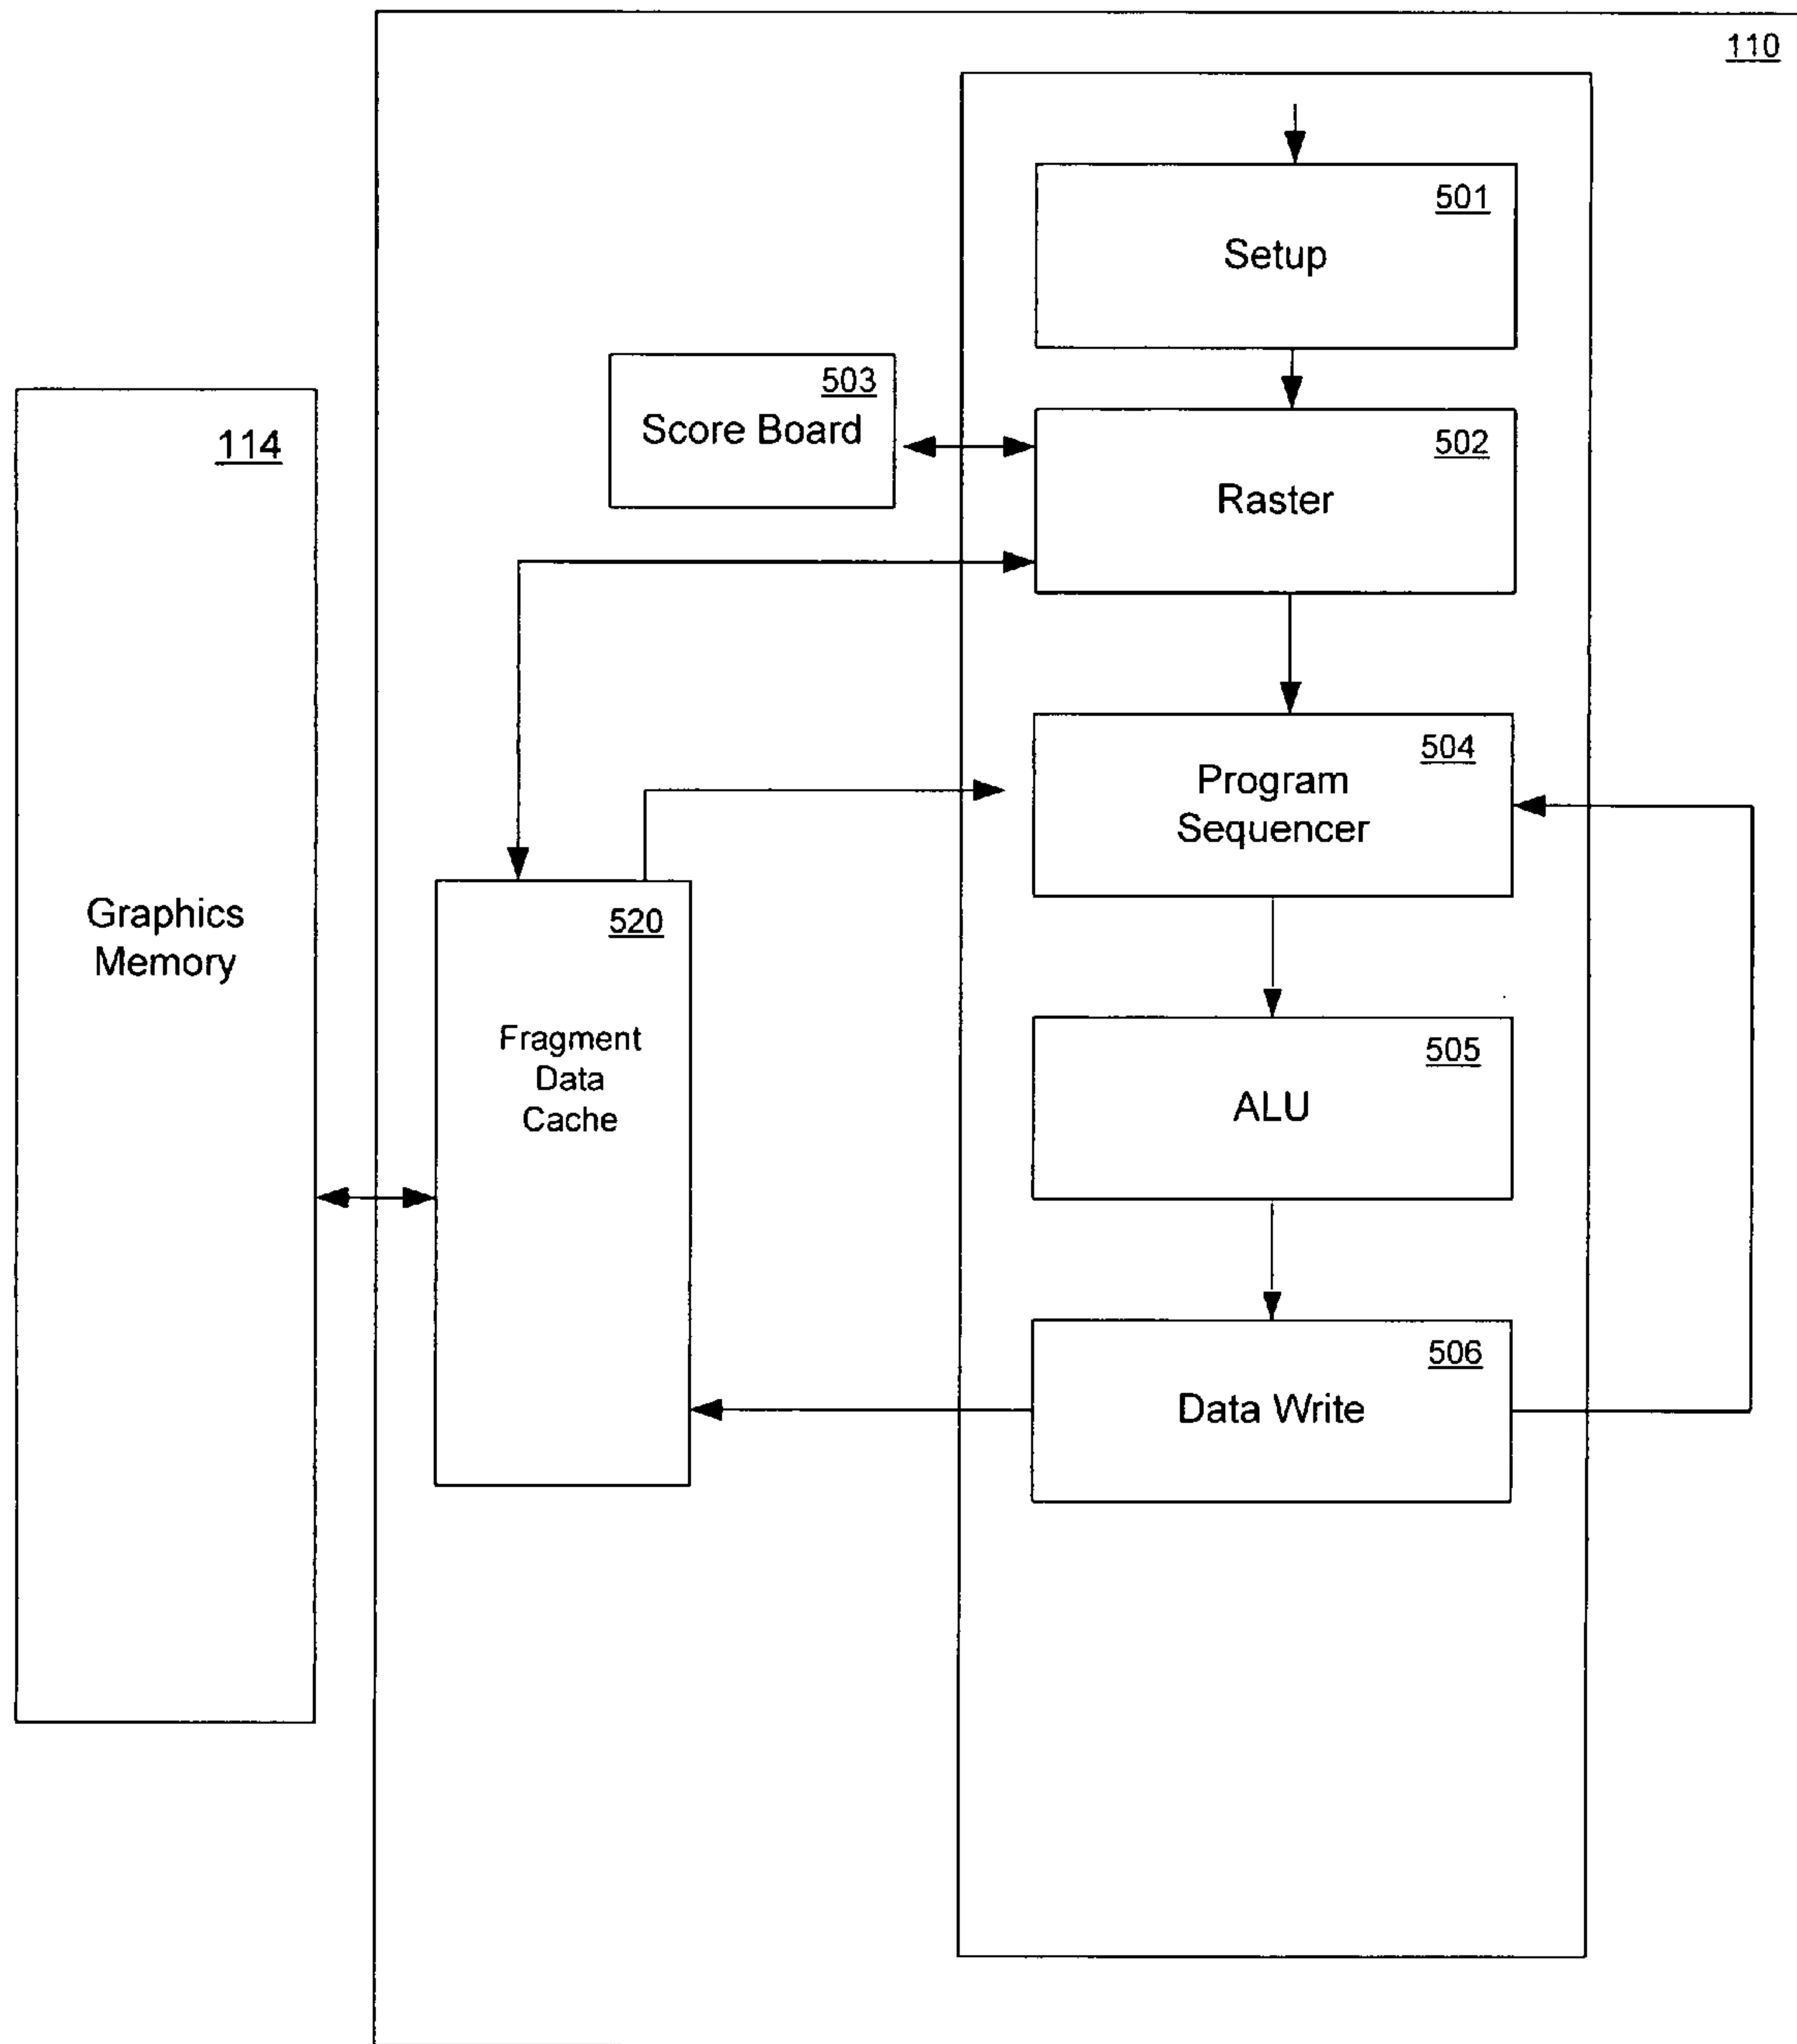 110
501
Setup
503
Score Board
502
Raster
114
Graphics
Memory
504
Program
Sequencer
520
Fragment
Data
Cache
505
ALU
506
Data Write